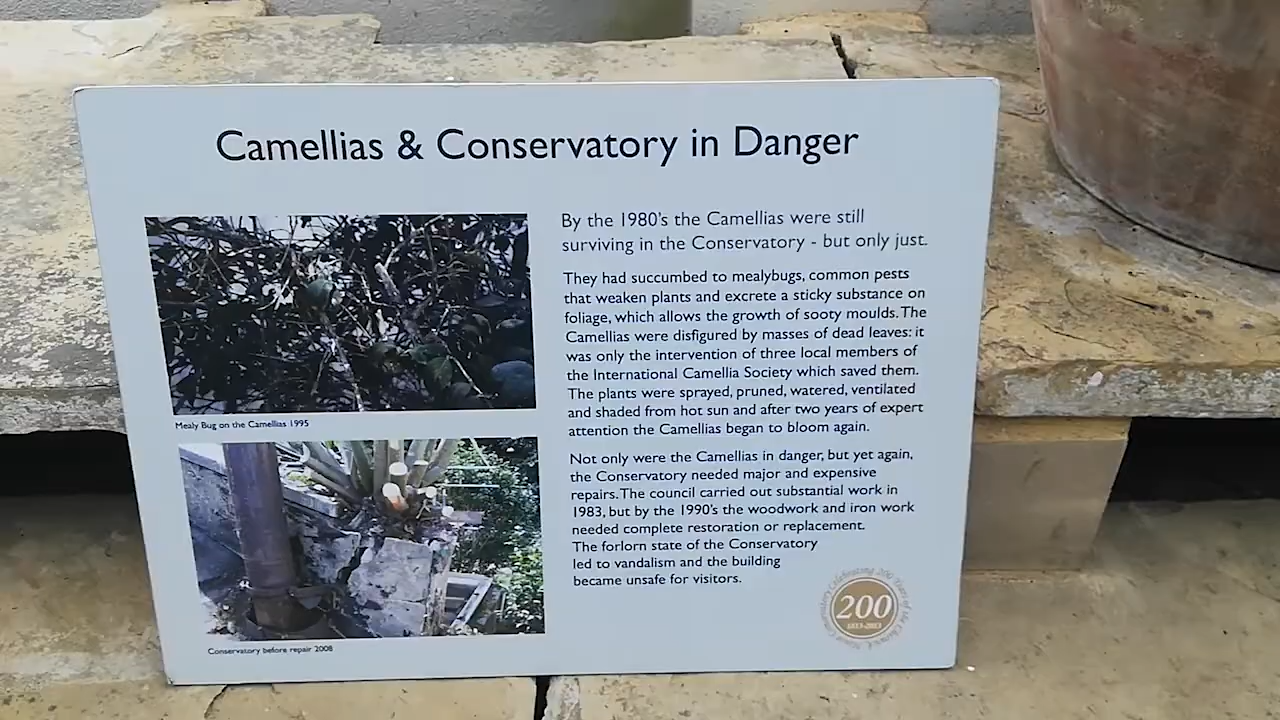 Camellias & Conservatory in Danger
By the 1980's the Camellias were still
surviving in the Conservatory - but only just.
They had succumbed to mealybugs, common pests
that weaken plants and excrete a sticky substance on
foliage, which allows the growth of sooty moulds. The
Camellias were disfigured by masses of dead leaves: it
was only the intervention of three local members of
the International Camellia Society which saved them.
The plants were sprayed, pruned, watered, ventilated
and shaded from hot sun and after two years of expert
attention the Camellias began to bloom again.
Mealy Bug on the Camellias 1995
Not only were the Camellias in danger, but yet again,
the Conservatory needed major and expensive
repairs. The council carried out substantial work in
1983, but by the 1990's the woodwork and iron work
needed complete restoration or replacement.
The forlorn state of the Conservatory
led to vandalism and the building
became unsafe for visitors.
Conservatory before repair 2008
Celebrating 200 Years of the
200
1813-2013